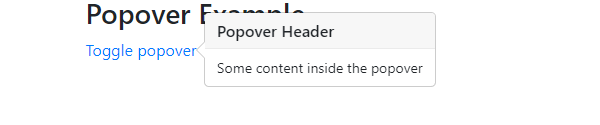 Popover Example
Popover Header
Toggle popover
Some content inside the popover